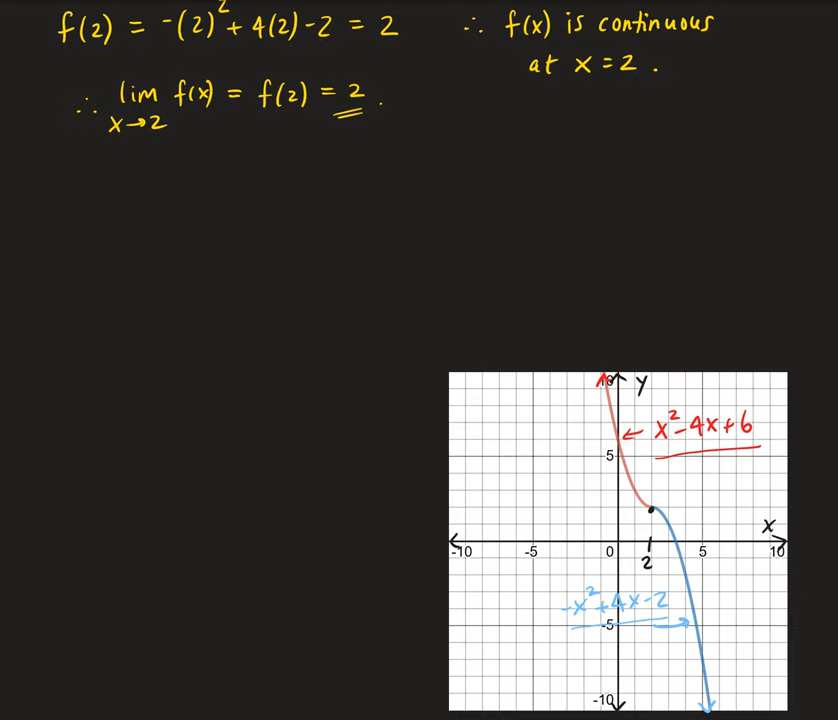 f(2) = -(2)² + 4(2) - 2 = 2
∴ f(x) is continuous
at x = 2 .
∴ lim f(x) = f(2) = 2 .
x→2
10
y
x² - 4x + 6
5
x
-10
-5
0
5
10
2
-x² + 4x - 2
-5
-10